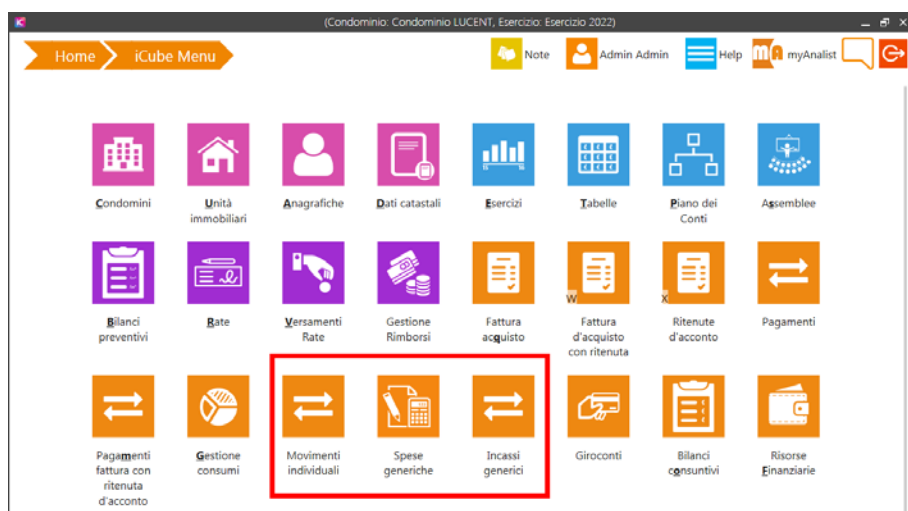 (Condominio: Condominio LUCENT, Esercizio: Esercizio 2022)
Home iCube Menu Note Admin Admin Help mA myAnalist
Condomini Unità immobiliari Anagrafiche Dati catastali Esercizi Tabelle Piano dei Conti Assemblee
Bilanci preventivi Rate Versamenti Rate Gestione Rimborsi Fattura acquisto W Fattura d'acquisto con ritenuta X Ritenute d'acconto Pagamenti
Pagamenti fattura con ritenuta d'acconto Gestione consumi Movimenti individuali Spese generiche Incassi generici Giroconti Bilanci consuntivi Risorse Finanziarie